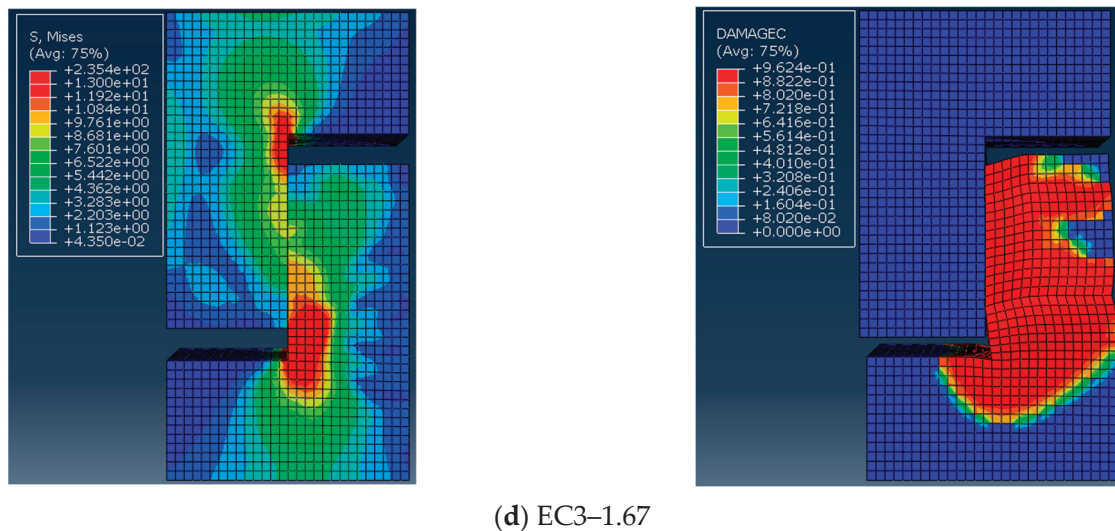 S, Mises
(Avg: 75%)
+2.354e+02
+1.300e+01
+1.192e+01
+1.084e+01
+9.761e+00
+8.681e+00
+7.601e+00
+6.522e+00
+5.442e+00
+4.362e+00
+3.283e+00
+2.203e+00
+1.123e+00
+4.350e-02
DAMAGEC
(Avg: 75%)
+9.624e-01
+8.822e-01
+8.020e-01
+7.218e-01
+6.416e-01
+5.614e-01
+4.812e-01
+4.010e-01
+3.208e-01
+2.406e-01
+1.604e-01
+8.020e-02
+0.000e+00
(d) EC3–1.67